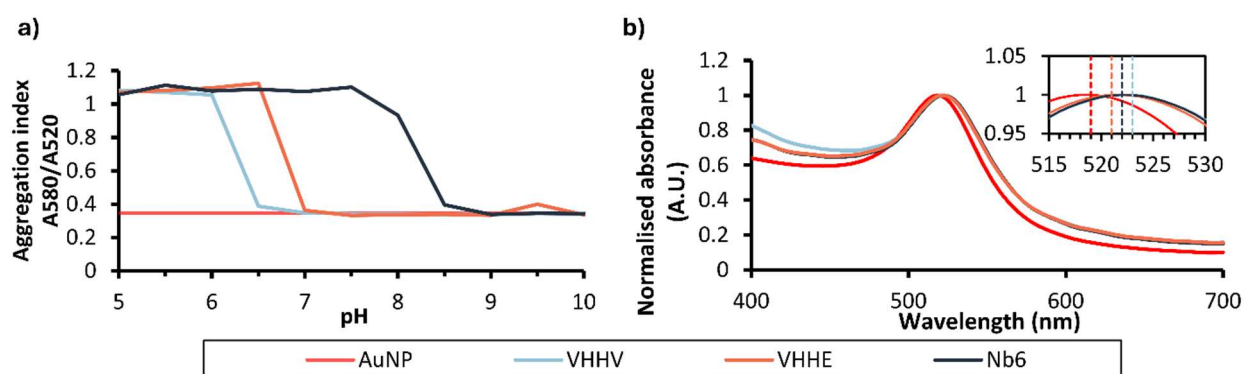 a)
Aggregation index
A580/A520
1.2
1
0.8
0.6
0.4
0.2
0
5 6 7 8 9 10
pH
b)
Normalised absorbance
(A.U.)
1.2
1.0
0.8
0.6
0.4
0.2
0
400 500 600 700
Wavelength (nm)
1.05
1
0.95
515 520 525 530
AuNP VHHV VHHE Nb6